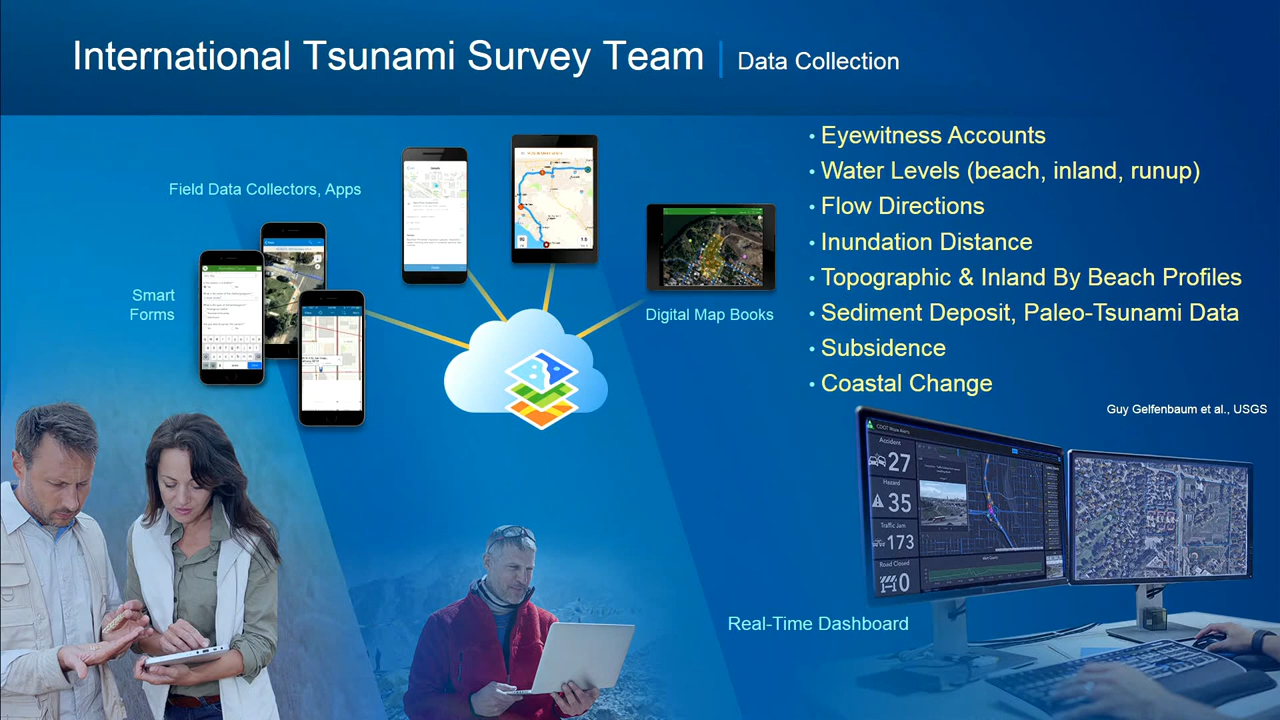 International Tsunami Survey Team | Data Collection
Field Data Collectors, Apps
Smart
Forms
Digital Map Books
• Eyewitness Accounts
• Water Levels (beach, inland, runup)
• Flow Directions
• Inundation Distance
• Topographic & Inland By Beach Profiles
• Sediment Deposit, Paleo-Tsunami Data
• Subsidence
• Coastal Change
Guy Gelfenbaum et al., USGS
Accident
27
Hazard
35
Traffic Jam
173
Road Closed
0
Real-Time Dashboard